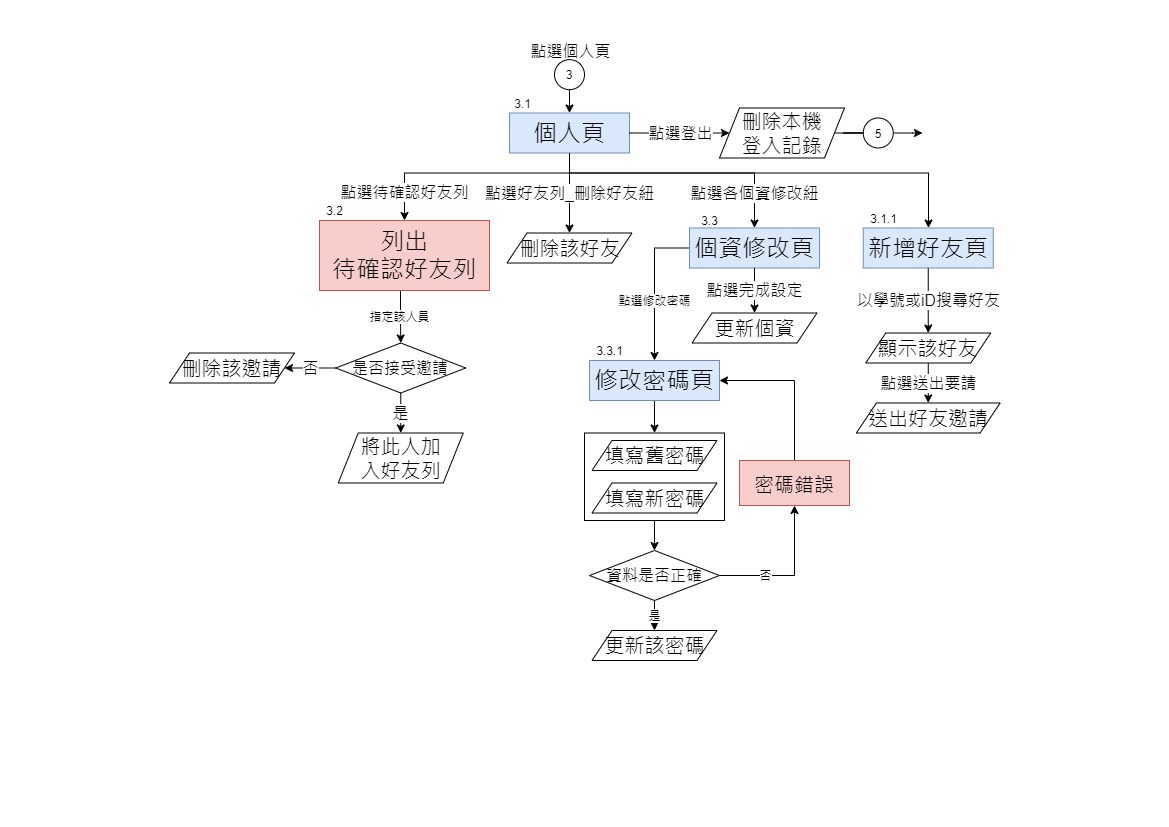 點選個人頁
3
3.1
個人頁
點選登出
刪除本機
登入記錄
5
點選待確認好友列
點選好友列_刪除好友紐
點選各個資修改紐
3.2
列出
待確認好友列
刪除該好友
3.3
個資修改頁
3.1.1
新增好友頁
點選修改密碼
點選完成設定
以學號或iD搜尋好友
指定該人員
更新個資
顯示該好友
3.3.1
修改密碼頁
刪除該邀請
否
是否接受邀請
點選送出要請
是
送出好友邀請
將此人加
入好友列
填寫舊密碼
填寫新密碼
密碼錯誤
資料是否正確
否
是
更新該密碼